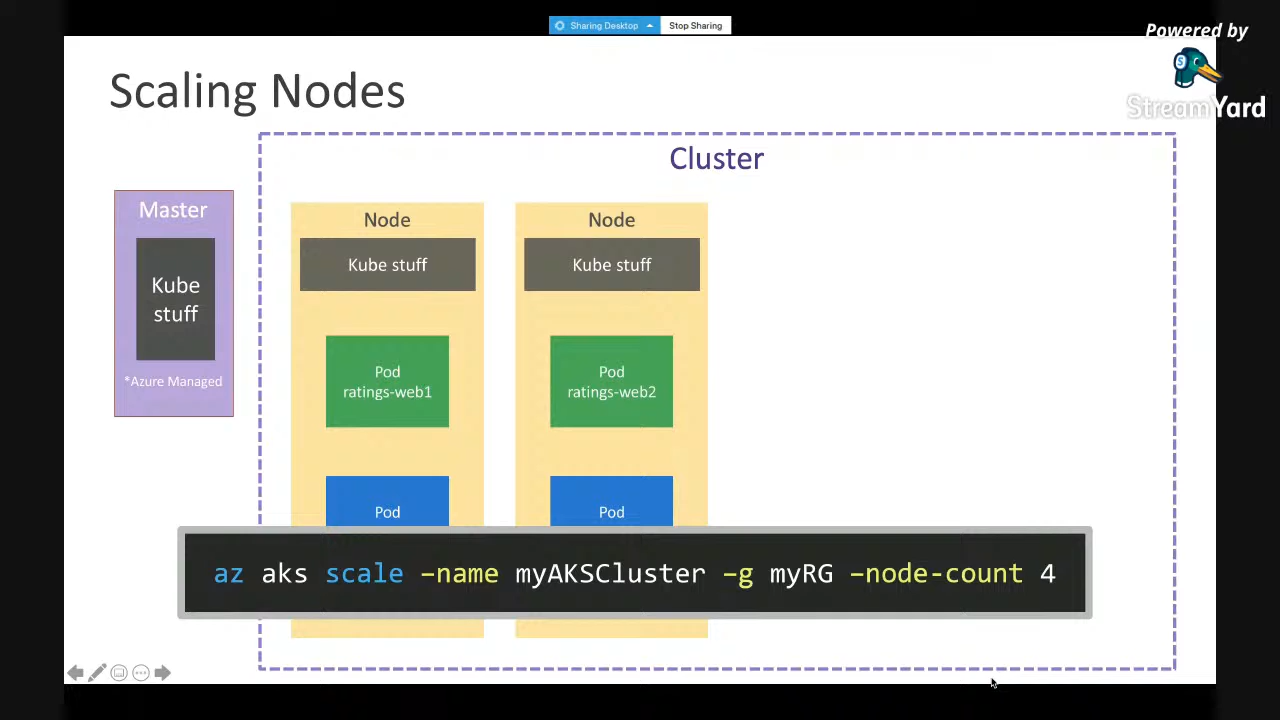 Sharing Desktop
Stop Sharing
Powered by
StreamYard
Scaling Nodes
Cluster
Master
Kube
stuff
*Azure Managed
Node
Kube stuff
Pod
ratings-web1
Pod
Node
Kube stuff
Pod
ratings-web2
Pod
az aks scale –name myAKSCluster –g myRG –node-count 4